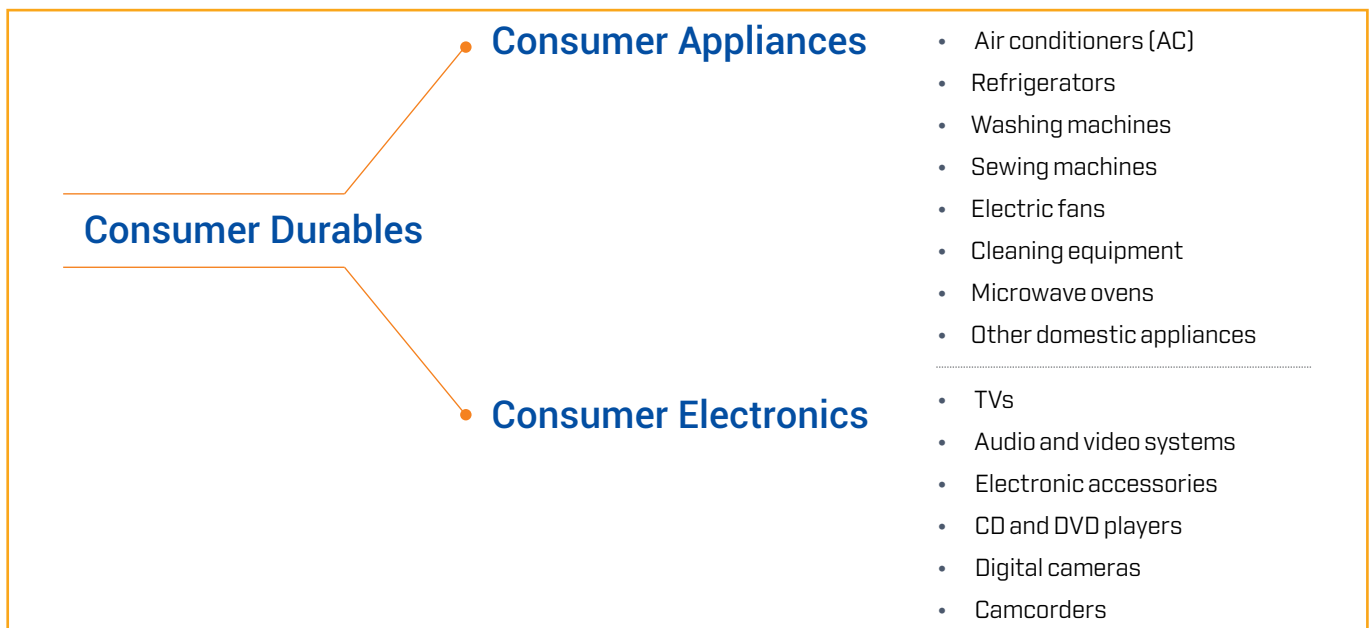 Consumer Appliances
• Air conditioners (AC)
• Refrigerators
• Washing machines
• Sewing machines
• Electric fans
• Cleaning equipment
• Microwave ovens
• Other domestic appliances
Consumer Durables
Consumer Electronics
• TVs
• Audio and video systems
• Electronic accessories
• CD and DVD players
• Digital cameras
• Camcorders